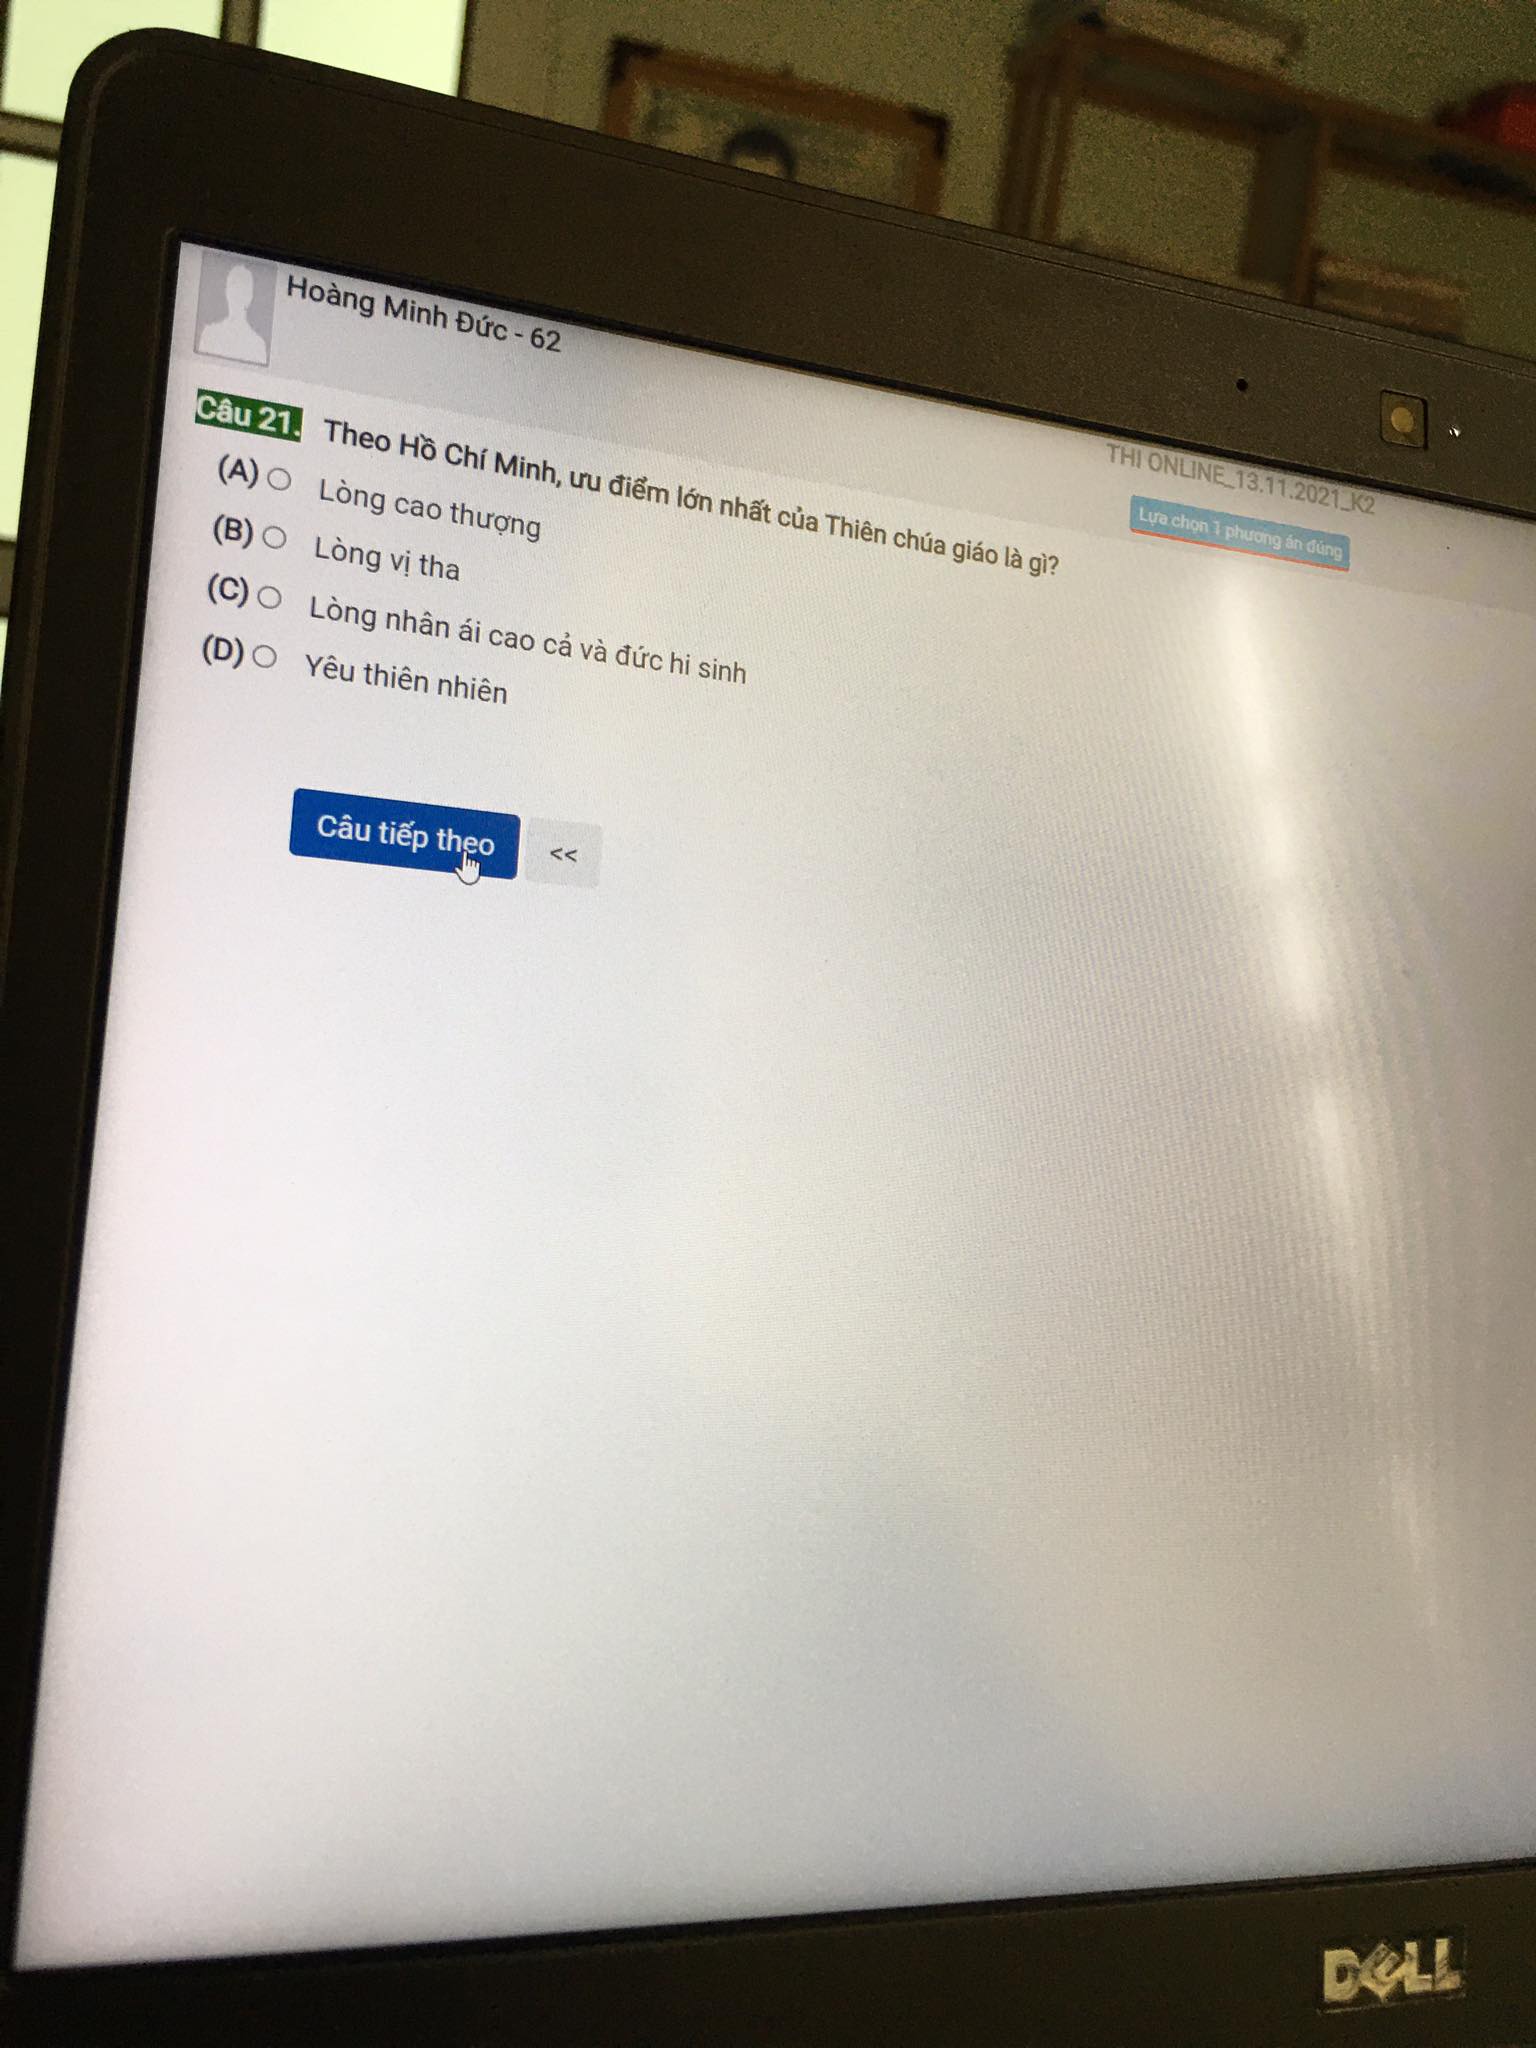 Hoàng Minh Đức - 62
THI ONLINE_13.11.2021_K2
Lựa chọn 1 phương án đúng
Câu 21. Theo Hồ Chí Minh, ưu điểm lớn nhất của Thiên chúa giáo là gì?
(A) Lòng cao thượng
(B) Lòng vị tha
(C) Lòng nhân ái cao cả và đức hi sinh
(D) Yêu thiên nhiên
Câu tiếp theo <<
DELL